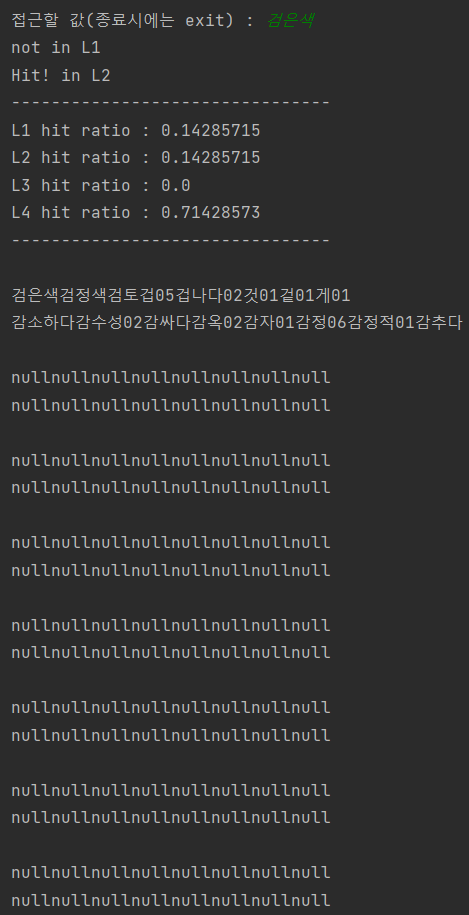 접근할 값(종료시에는 exit) : 검은색
not in L1
Hit! in L2
--------------------------------
L1 hit ratio : 0.14285715
L2 hit ratio : 0.14285715
L3 hit ratio : 0.0
L4 hit ratio : 0.71428573
--------------------------------
검은색검정색검토겁05겁나다02것01겉01게01
감소하다감수성02감싸다감옥02감자01감정06감정적01감추다
nullnullnullnullnullnullnullnull
nullnullnullnullnullnullnullnull
nullnullnullnullnullnullnullnull
nullnullnullnullnullnullnullnull
nullnullnullnullnullnullnullnull
nullnullnullnullnullnullnullnull
nullnullnullnullnullnullnullnull
nullnullnullnullnullnullnullnull
nullnullnullnullnullnullnullnull
nullnullnullnullnullnullnullnull
nullnullnullnullnullnullnullnull
nullnullnullnullnullnullnullnull
nullnullnullnullnullnullnullnull
nullnullnullnullnullnullnullnull